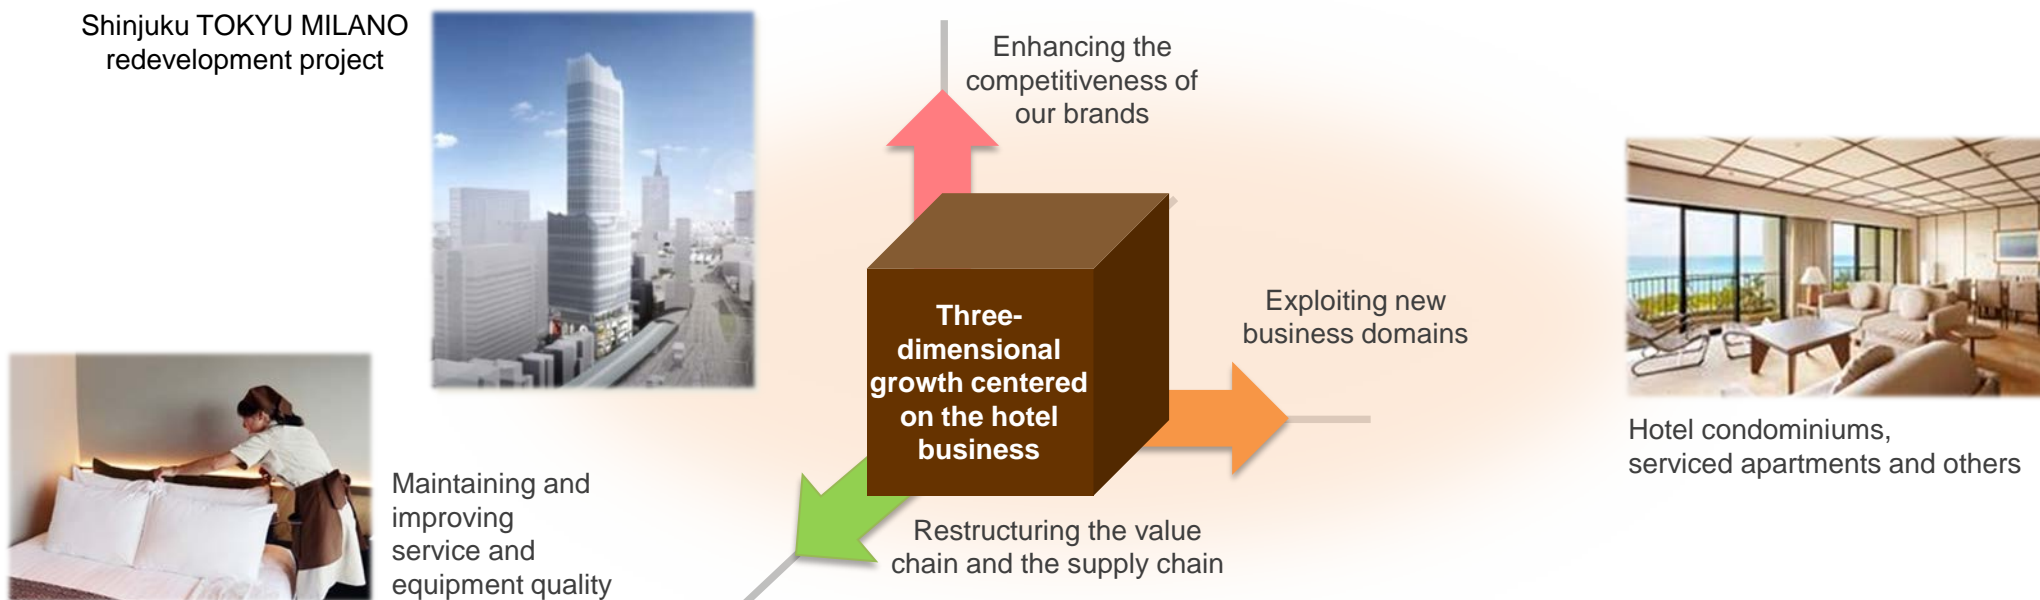 Shinjuku TOKYU MILANO
redevelopment project
Enhancing the
competitiveness of
our brands
Three-
dimensional
growth centered
on the hotel
business
Exploiting new
business domains
Hotel condominiums,
serviced apartments and others
Maintaining and
improving
service and
equipment quality
Restructuring the value
chain and the supply chain